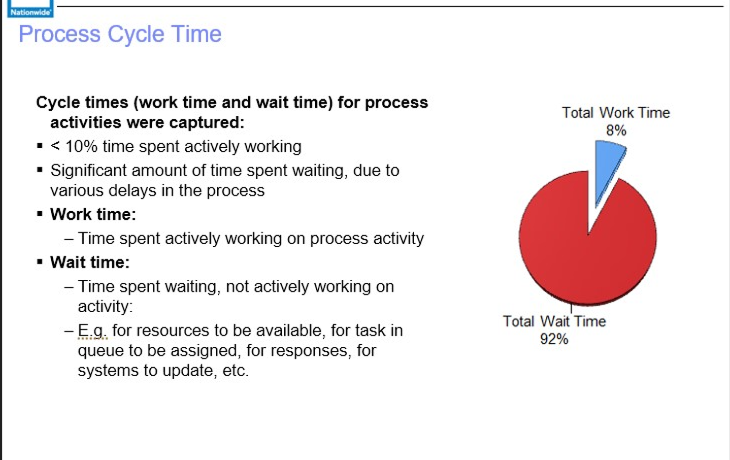 Nationwide
Process Cycle Time
Cycle times (work time and wait time) for process
activities were captured:
▪ < 10% time spent actively working
▪ Significant amount of time spent waiting, due to
various delays in the process
▪ Work time:
– Time spent actively working on process activity
▪ Wait time:
– Time spent waiting, not actively working on
activity:
– E.g. for resources to be available, for task in
queue to be assigned, for responses, for
systems to update, etc.
Total Work Time
8%
Total Wait Time
92%